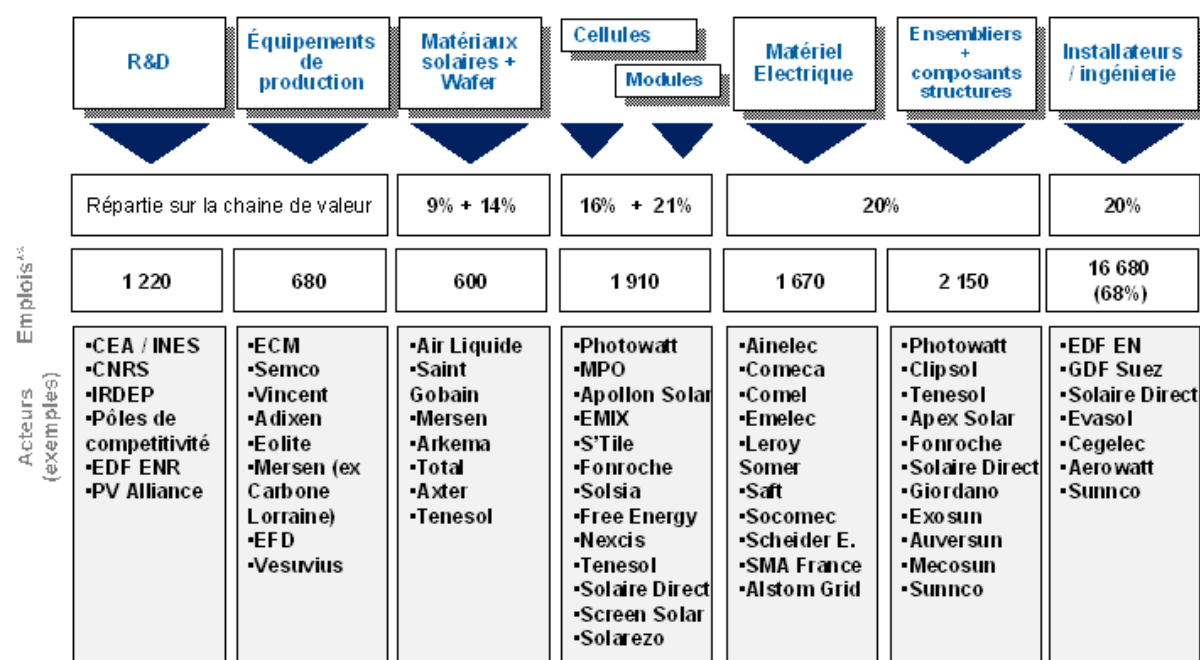 R&D
Équipements
de
production
Matériaux
solaires +
Wafer
Cellules
Modules
Matériel
Electrique
Ensembliers
+
composants
structures
Installateurs
/ ingénierie
Répartie sur la chaine de valeur
9% + 14%
16% + 21%
20%
20%
Emplois
1 220
680
600
1 910
1 670
2 150
16 680
(68%)
Acteurs
(exemples)
▪CEA / INES
▪CNRS
▪IRDEP
▪Pôles de
compétitivité
▪EDF ENR
▪PV Alliance
▪ECM
▪Semco
▪Vincent
▪Adixen
▪Eolite
▪Mersen (ex
Carbone
Lorraine)
▪EFD
▪Vesuvius
▪Air Liquide
▪Saint
Gobain
▪Mersen
▪Arkema
▪Total
▪Axter
▪Tenesol
▪Photowatt
▪MPO
▪Apollon Solar
▪EMIX
▪S'Tile
▪Fonroche
▪Solsia
▪Free Energy
▪Nexcis
▪Tenesol
▪Solaire Direct
▪Screen Solar
▪Solarezo
▪Ainelec
▪Comeca
▪Comel
▪Emelec
▪Leroy
Somer
▪Saft
▪Socomec
▪Scheider E.
▪SMA France
▪Alstom Grid
▪Photowatt
▪Clipsol
▪Tenesol
▪Apex Solar
▪Fonroche
▪Solaire Direct
▪Giordano
▪Exosun
▪Auversun
▪Mecosun
▪Sunnco
▪EDF EN
▪GDF Suez
▪Solaire Direct
▪Evasol
▪Cegelec
▪Aerowatt
▪Sunnco